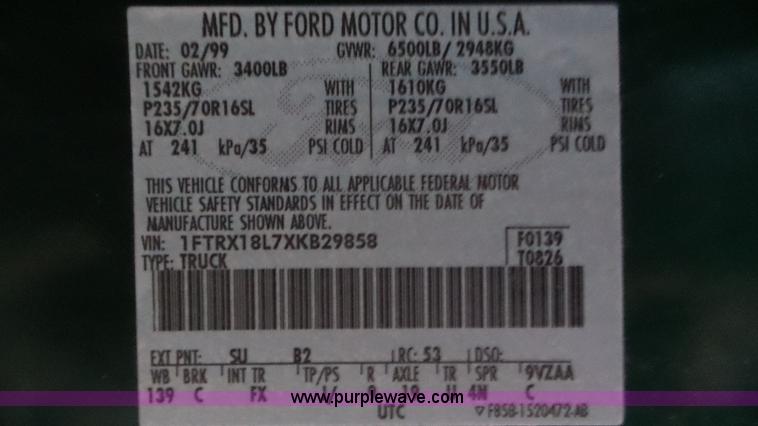 MFD. BY FORD MOTOR CO. IN U.S.A.
DATE: 02/99 GVWR: 6500LB/ 2948KG
FRONT GAWR: 3400LB REAR GAWR: 3550LB
1542KG WITH 1610KG WITH
P235/70R16SL TIRES P235/70R16SL TIRES
16X7.0J RIMS 16X7.0J RIMS
AT 241 kPa/35 PSI COLD AT 241 kPa/35 PSI COLD
THIS VEHICLE CONFORMS TO ALL APPLICABLE FEDERAL MOTOR
VEHICLE SAFETY STANDARDS IN EFFECT ON THE DATE OF
MANUFACTURE SHOWN ABOVE.
VIN: 1FTRX18L7XKB29858 F0139
TYPE: TRUCK T0826
EXT PNT: SU B2 RC: 53 DSO:
WB BRK INT TR TP/PS R AXLE TR SPR 9VZAA
139 C FX 4N C
www.purplewave.com
UTC F85B-1520472-AB